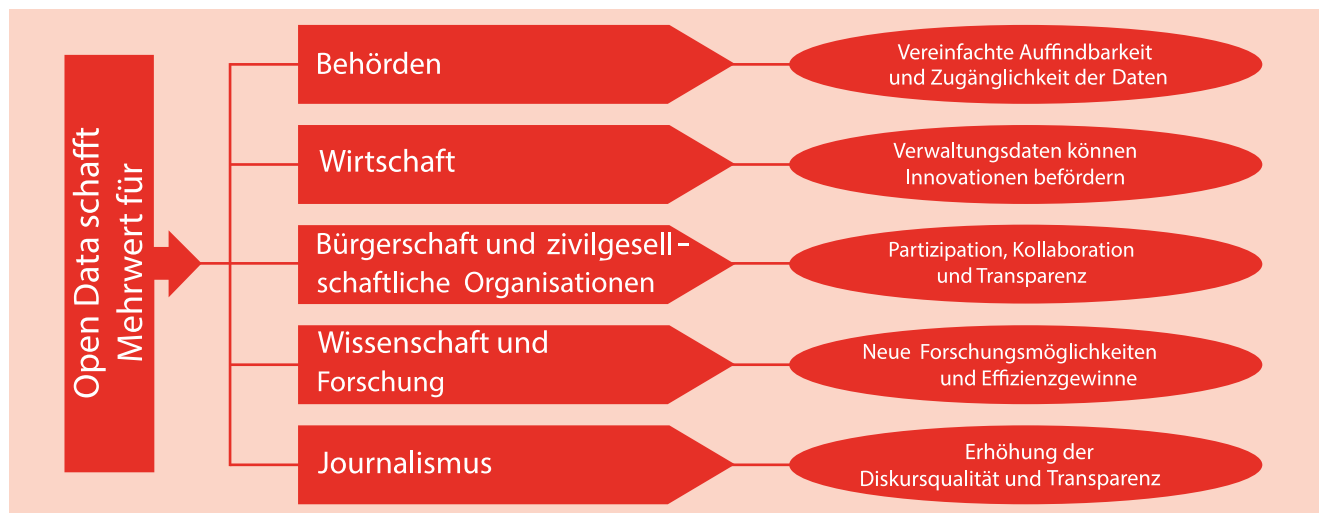 Open Data schafft
Mehrwert für
Behörden
Vereinfachte Auffindbarkeit
und Zugänglichkeit der Daten
Wirtschaft
Verwaltungsdaten können
Innovationen befördern
Bürgerschaft und zivilgesell-
schaftliche Organisationen
Partizipation, Kollaboration
und Transparenz
Wissenschaft und
Forschung
Neue Forschungsmöglichkeiten
und Effizienzgewinne
Journalismus
Erhöhung der
Diskursqualität und Transparenz